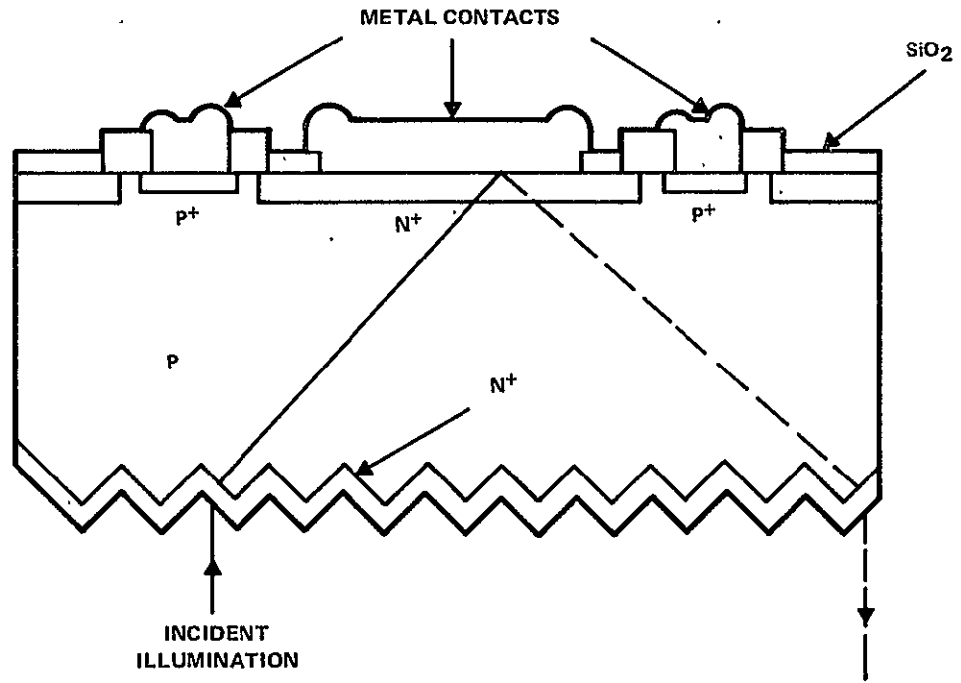 METAL CONTACTS
SiO2
P+
N+
P+
P
N+
INCIDENT
ILLUMINATION